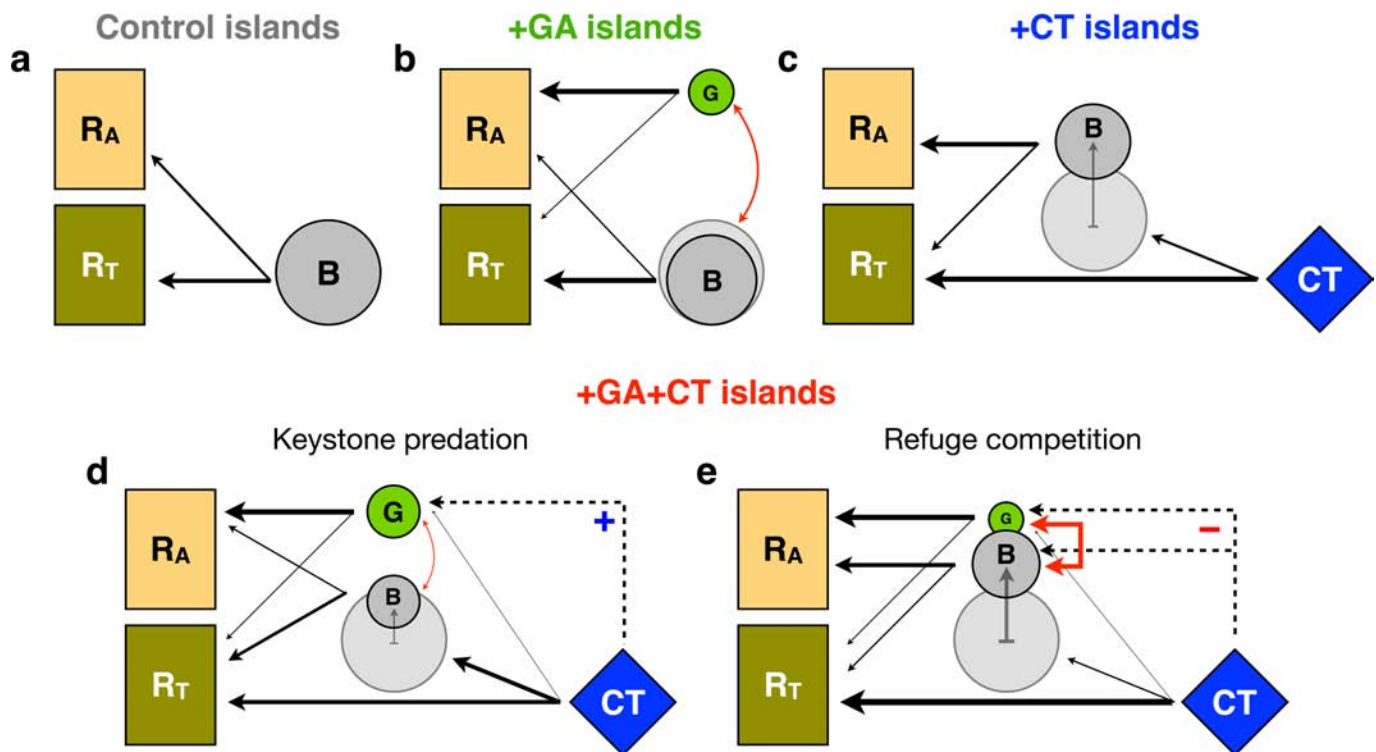 Control islands
+GA islands
+CT islands
a
b
c
RA
RT
B
RA
RT
G
B
RA
RT
B
CT
+GA+CT islands
Keystone predation
Refuge competition
d
e
RA
RT
G
B
+
CT
RA
RT
G
B
−
CT